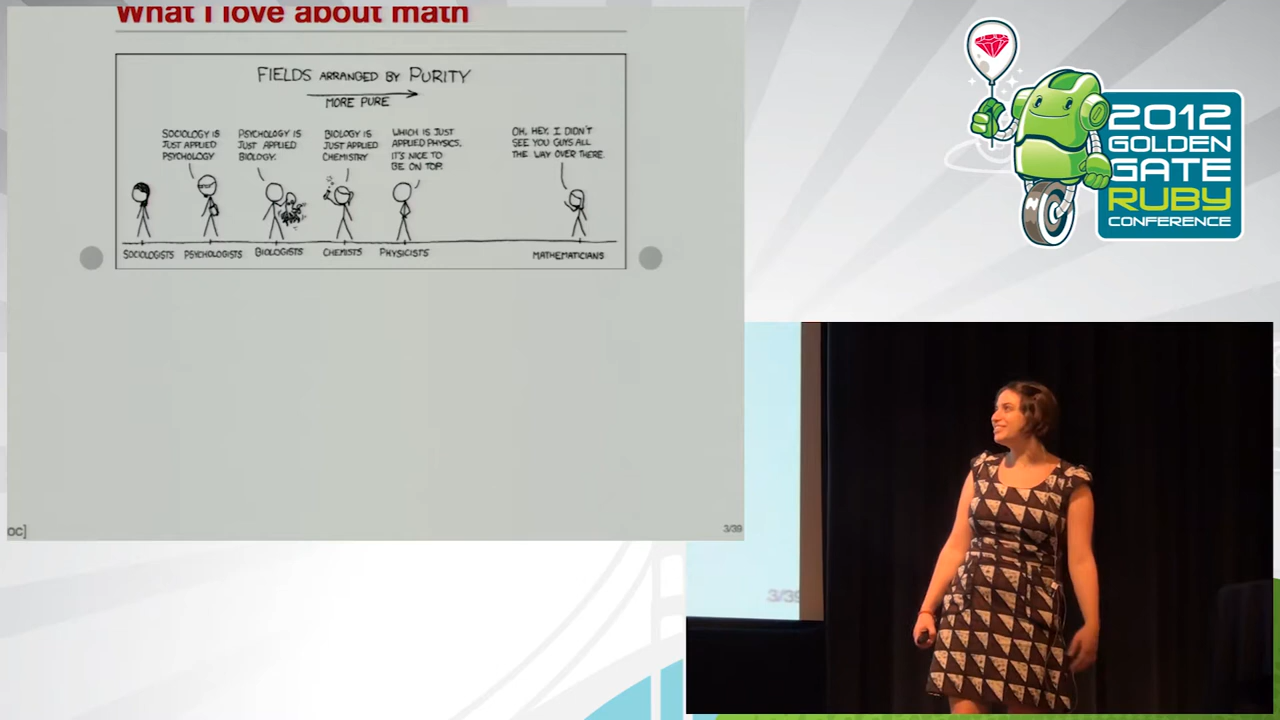 What I love about math
FIELDS ARRANGED BY PURITY
MORE PURE
SOCIOLOGY IS
JUST APPLIED
PSYCHOLOGY
PSYCHOLOGY IS
JUST APPLIED
BIOLOGY.
BIOLOGY IS
JUST APPLIED
CHEMISTRY
WHICH IS JUST
APPLIED PHYSICS.
IT'S NICE TO
BE ON TOP.
OH, HEY, I DIDN'T
SEE YOU GUYS ALL
THE WAY OVER THERE.
SOCIOLOGISTS
PSYCHOLOGISTS
BIOLOGISTS
CHEMISTS
PHYSICISTS
MATHEMATICIANS
oc]
3/39
2012
GOLDEN
GATE
RUBY
CONFERENCE
3/39